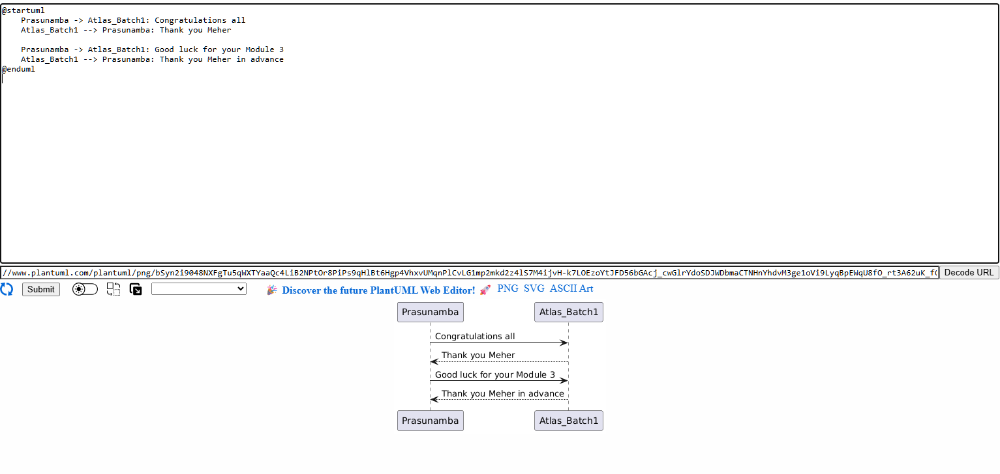 @startuml
Prasunamba -> Atlas_Batch1: Congratulations all
Atlas_Batch1 --> Prasunamba: Thank you Meher
Prasunamba -> Atlas_Batch1: Good luck for your Module 3
Atlas_Batch1 --> Prasunamba: Thank you Meher in advance
@enduml
//www.plantuml.com/plantuml/png/bSyn2i9048NXFgTu5qWXTYaaQc4LiB2NPtOr8PiPs9qHlBt6Hgp4VhxvUMqnPlCvLG1mp2mkd2z4lS7M4ijvH-k7LOEzoYtJFD56bGAcj_cwGlrYdoSDJWDbmaCTNHnYhdvM3ge1oVi9LyqBpEWqU8fO_rt3A62uK_f Decode URL
Submit Discover the future PlantUML Web Editor! PNG SVG ASCII Art
Prasunamba Atlas_Batch1
Congratulations all
Thank you Meher
Good luck for your Module 3
Thank you Meher in advance
Prasunamba Atlas_Batch1